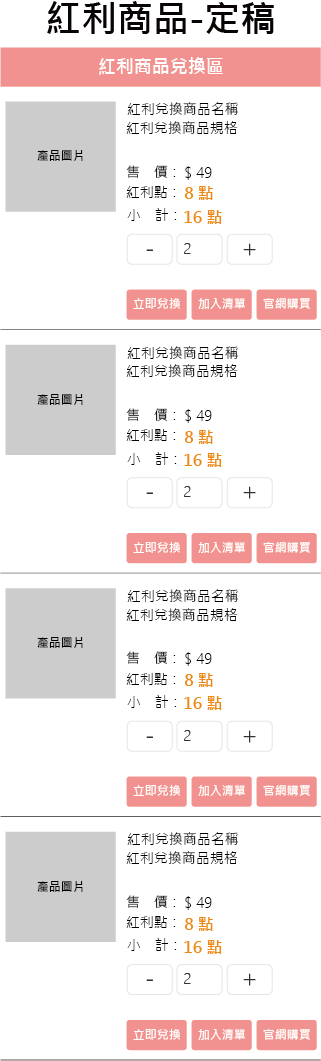 紅利商品-定稿
紅利商品兌換區
產品圖片
紅利兌換商品名稱
紅利兌換商品規格
售　價：$ 49
紅利點：8 點
小　計：16 點
- 2 +
立即兌換 加入清單 官網購買
產品圖片
紅利兌換商品名稱
紅利兌換商品規格
售　價：$ 49
紅利點：8 點
小　計：16 點
- 2 +
立即兌換 加入清單 官網購買
產品圖片
紅利兌換商品名稱
紅利兌換商品規格
售　價：$ 49
紅利點：8 點
小　計：16 點
- 2 +
立即兌換 加入清單 官網購買
產品圖片
紅利兌換商品名稱
紅利兌換商品規格
售　價：$ 49
紅利點：8 點
小　計：16 點
- 2 +
立即兌換 加入清單 官網購買